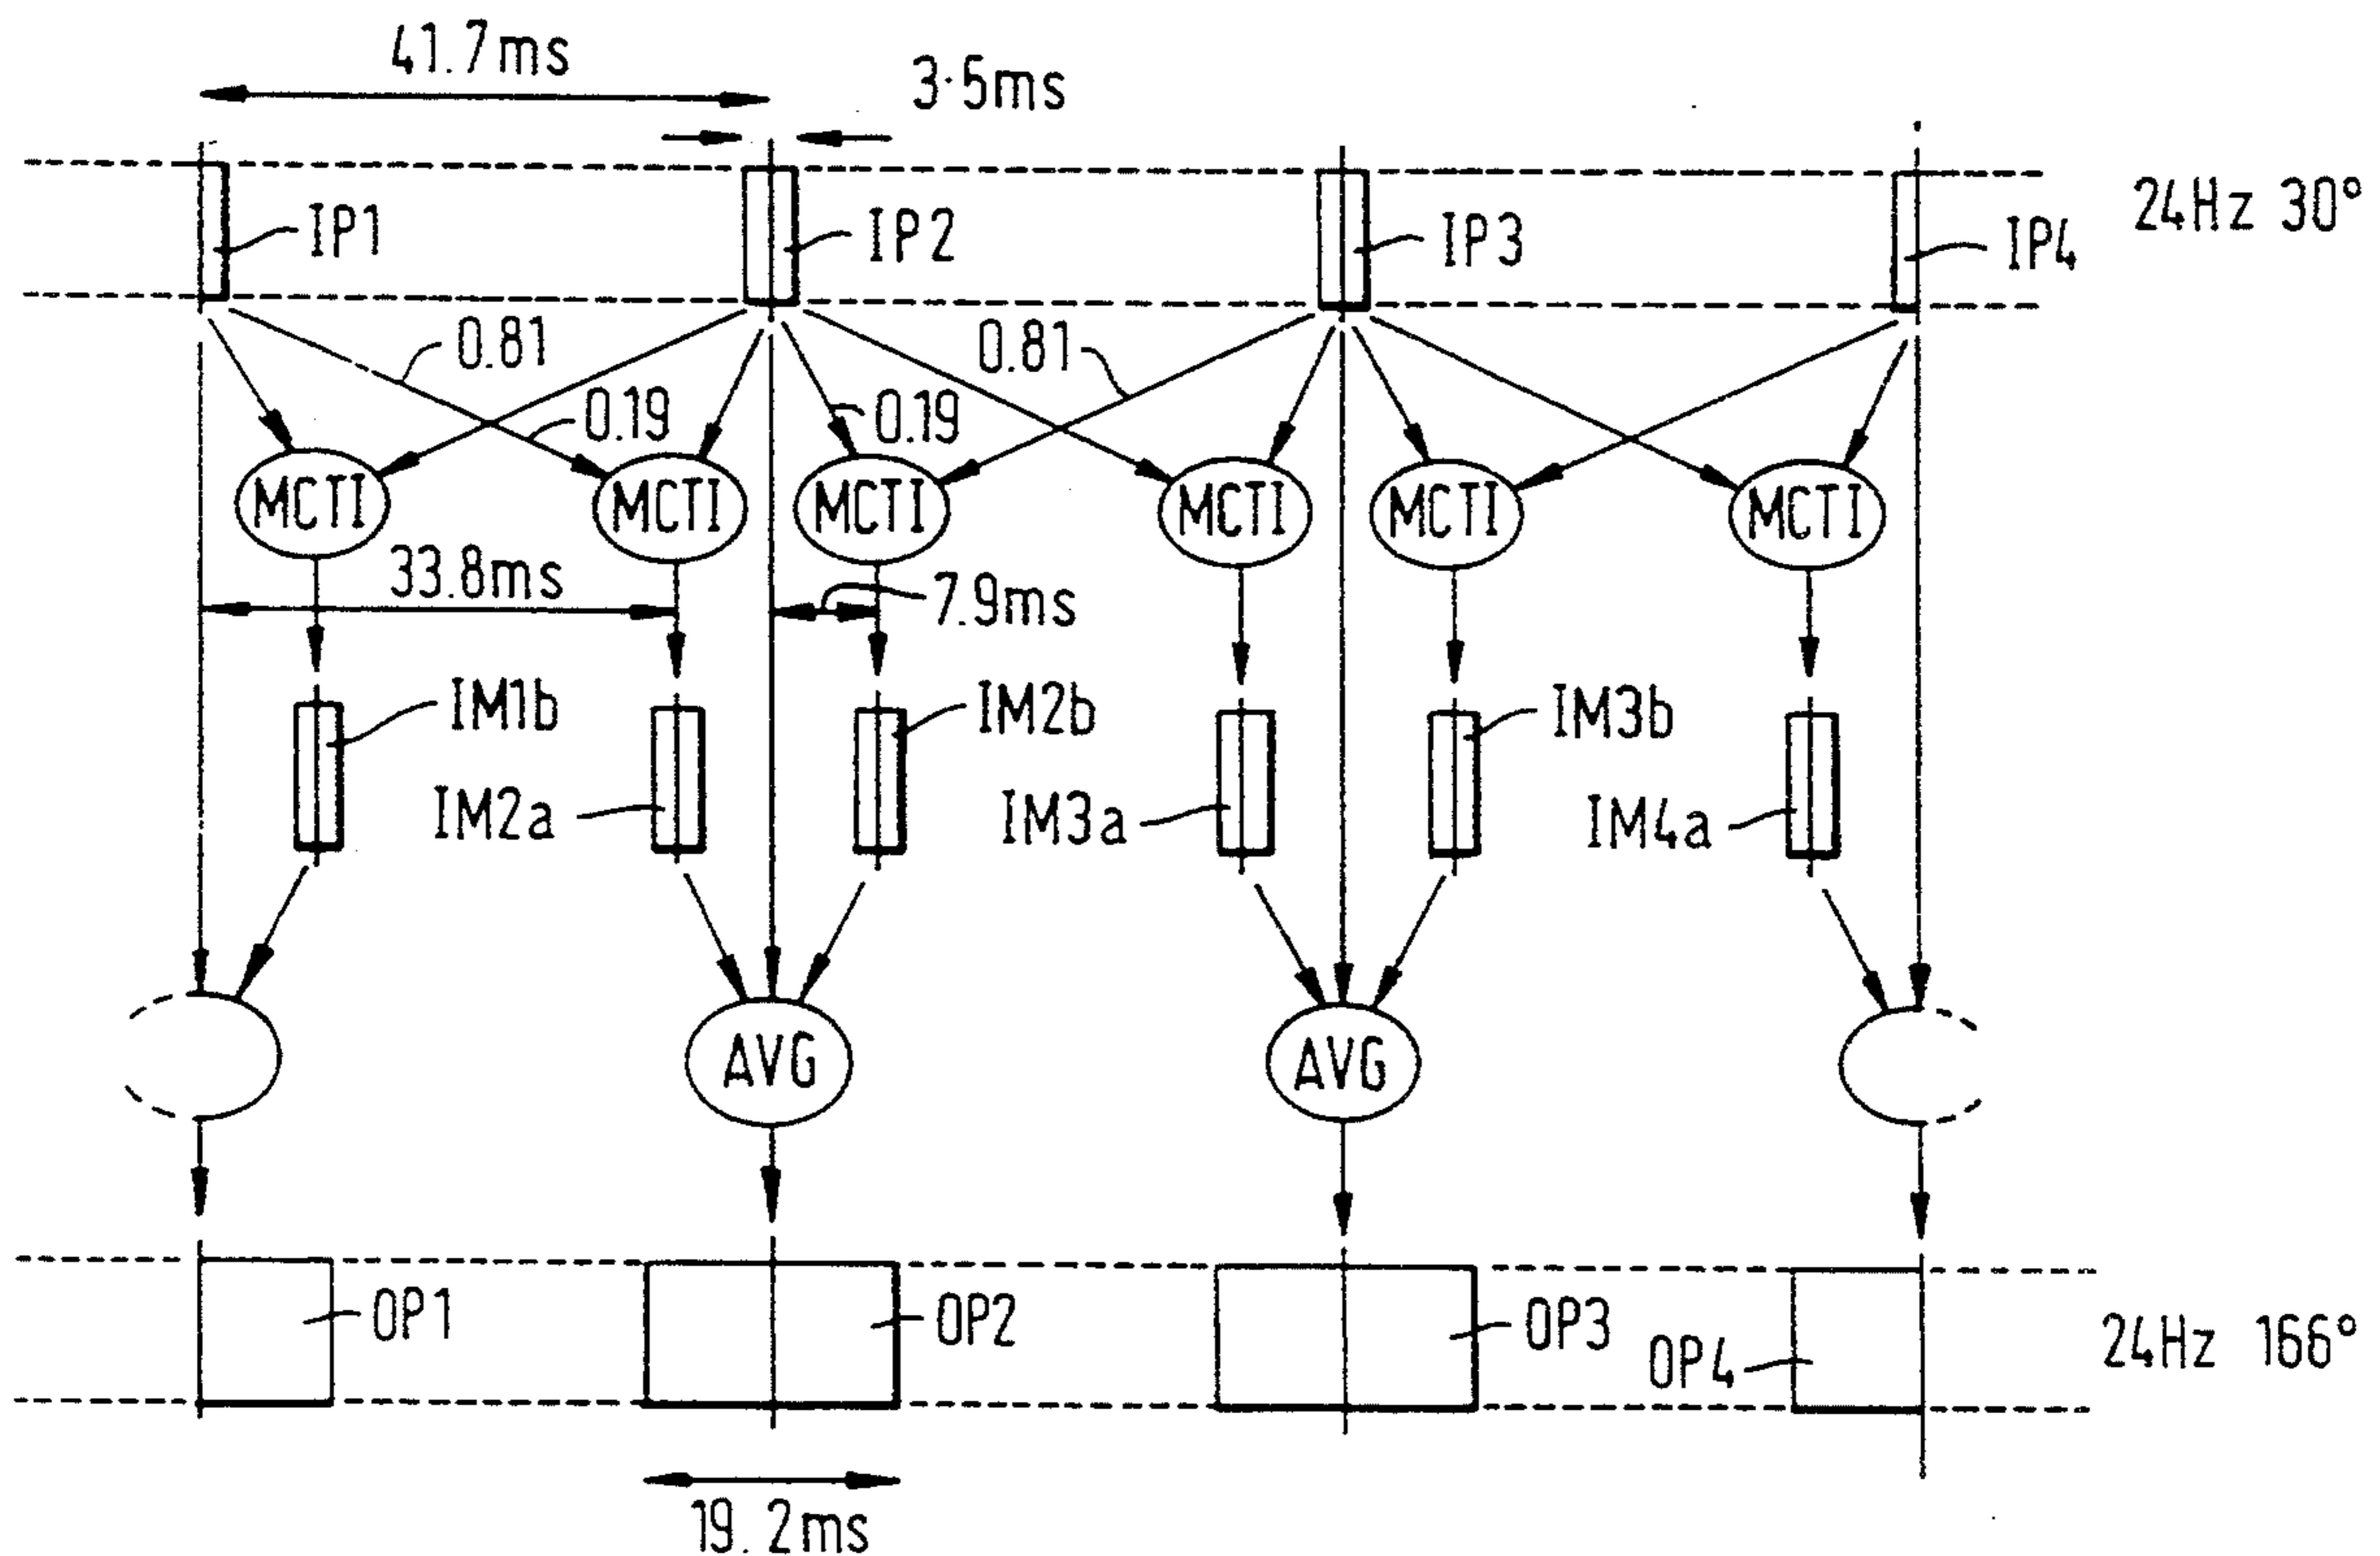 41.7ms
3.5ms
IP1
IP2
IP3
IP4
24Hz 30°
0.81
0.19
0.19
0.81
MCTI
MCTI
MCTI
MCTI
MCTI
MCTI
33.8ms
7.9ms
IM1b
IM2a
IM2b
IM3a
IM3b
IM4a
AVG
AVG
OP1
OP2
OP3
OP4
24Hz 166°
19.2ms